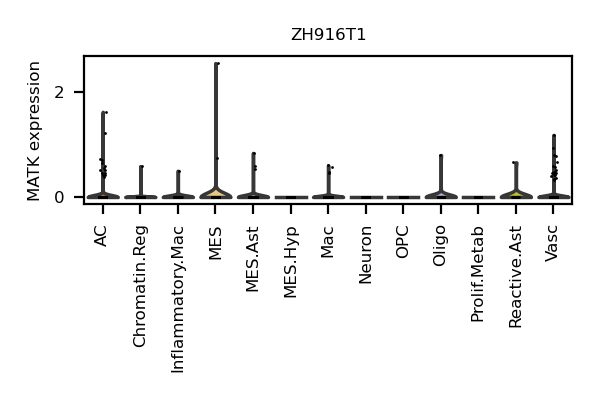 ZH916T1
MATK expression
2
0
AC
Chromatin.Reg
Inflammatory.Mac
MES
MES.Ast
MES.Hyp
Mac
Neuron
OPC
Oligo
Prolif.Metab
Reactive.Ast
Vasc